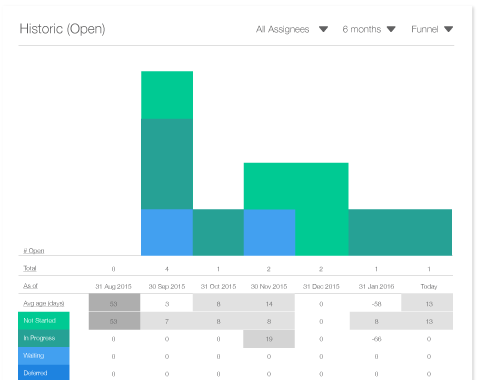 Historic (Open)
All Assignees 6 months Funnel
# Open
Total 0 4 1 2 2 1 1
As of 31 Aug 2015 30 Sep 2015 31 Oct 2015 30 Nov 2015 31 Dec 2015 31 Jan 2016 Today
Avg age (days) 53 3 8 14 0 -58 13
Not Started 53 7 8 8 0 8 13
In Progress 0 0 0 19 0 -66 0
Waiting 0 0 0 0 0 0 0
Deferred 0 0 0 0 0 0 0